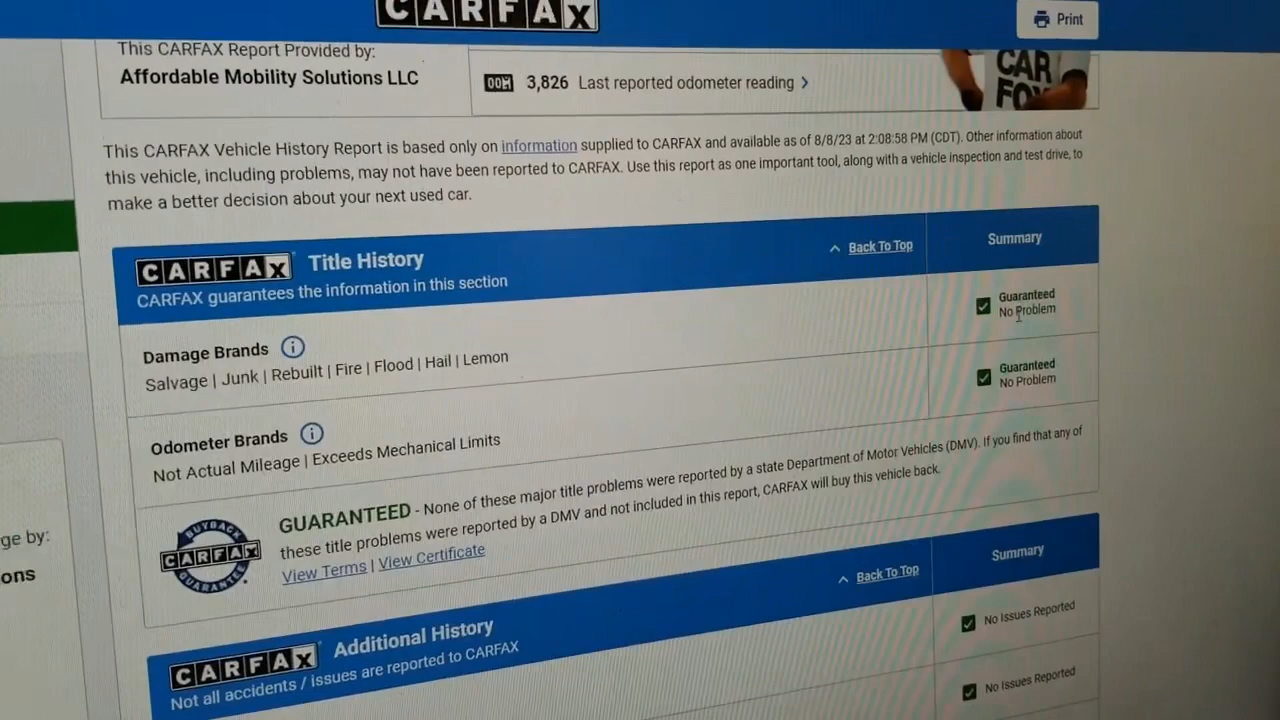 CARFAX
Print
This CARFAX Report Provided by:
Affordable Mobility Solutions LLC
3,826 Last reported odometer reading
CAR
FOX
This CARFAX Vehicle History Report is based only on information supplied to CARFAX and available as of 8/8/23 at 2:08:58 PM (CDT). Other information about
this vehicle, including problems, may not have been reported to CARFAX. Use this report as one important tool, along with a vehicle inspection and test drive, to
make a better decision about your next used car.
CARFAX Title History
CARFAX guarantees the information in this section
Back To Top
Summary
Damage Brands
Salvage | Junk | Rebuilt | Fire | Flood | Hail | Lemon
Guaranteed
No Problem
Odometer Brands
Not Actual Mileage | Exceeds Mechanical Limits
Guaranteed
No Problem
BUYBACK
CARFAX
GUARANTEE
GUARANTEED - None of these major title problems were reported by a state Department of Motor Vehicles (DMV). If you find that any of
these title problems were reported by a DMV and not included in this report, CARFAX will buy this vehicle back.
View Terms | View Certificate
ge by:
ons
CARFAX Additional History
Not all accidents / issues are reported to CARFAX
Back To Top
Summary
No Issues Reported
No Issues Reported